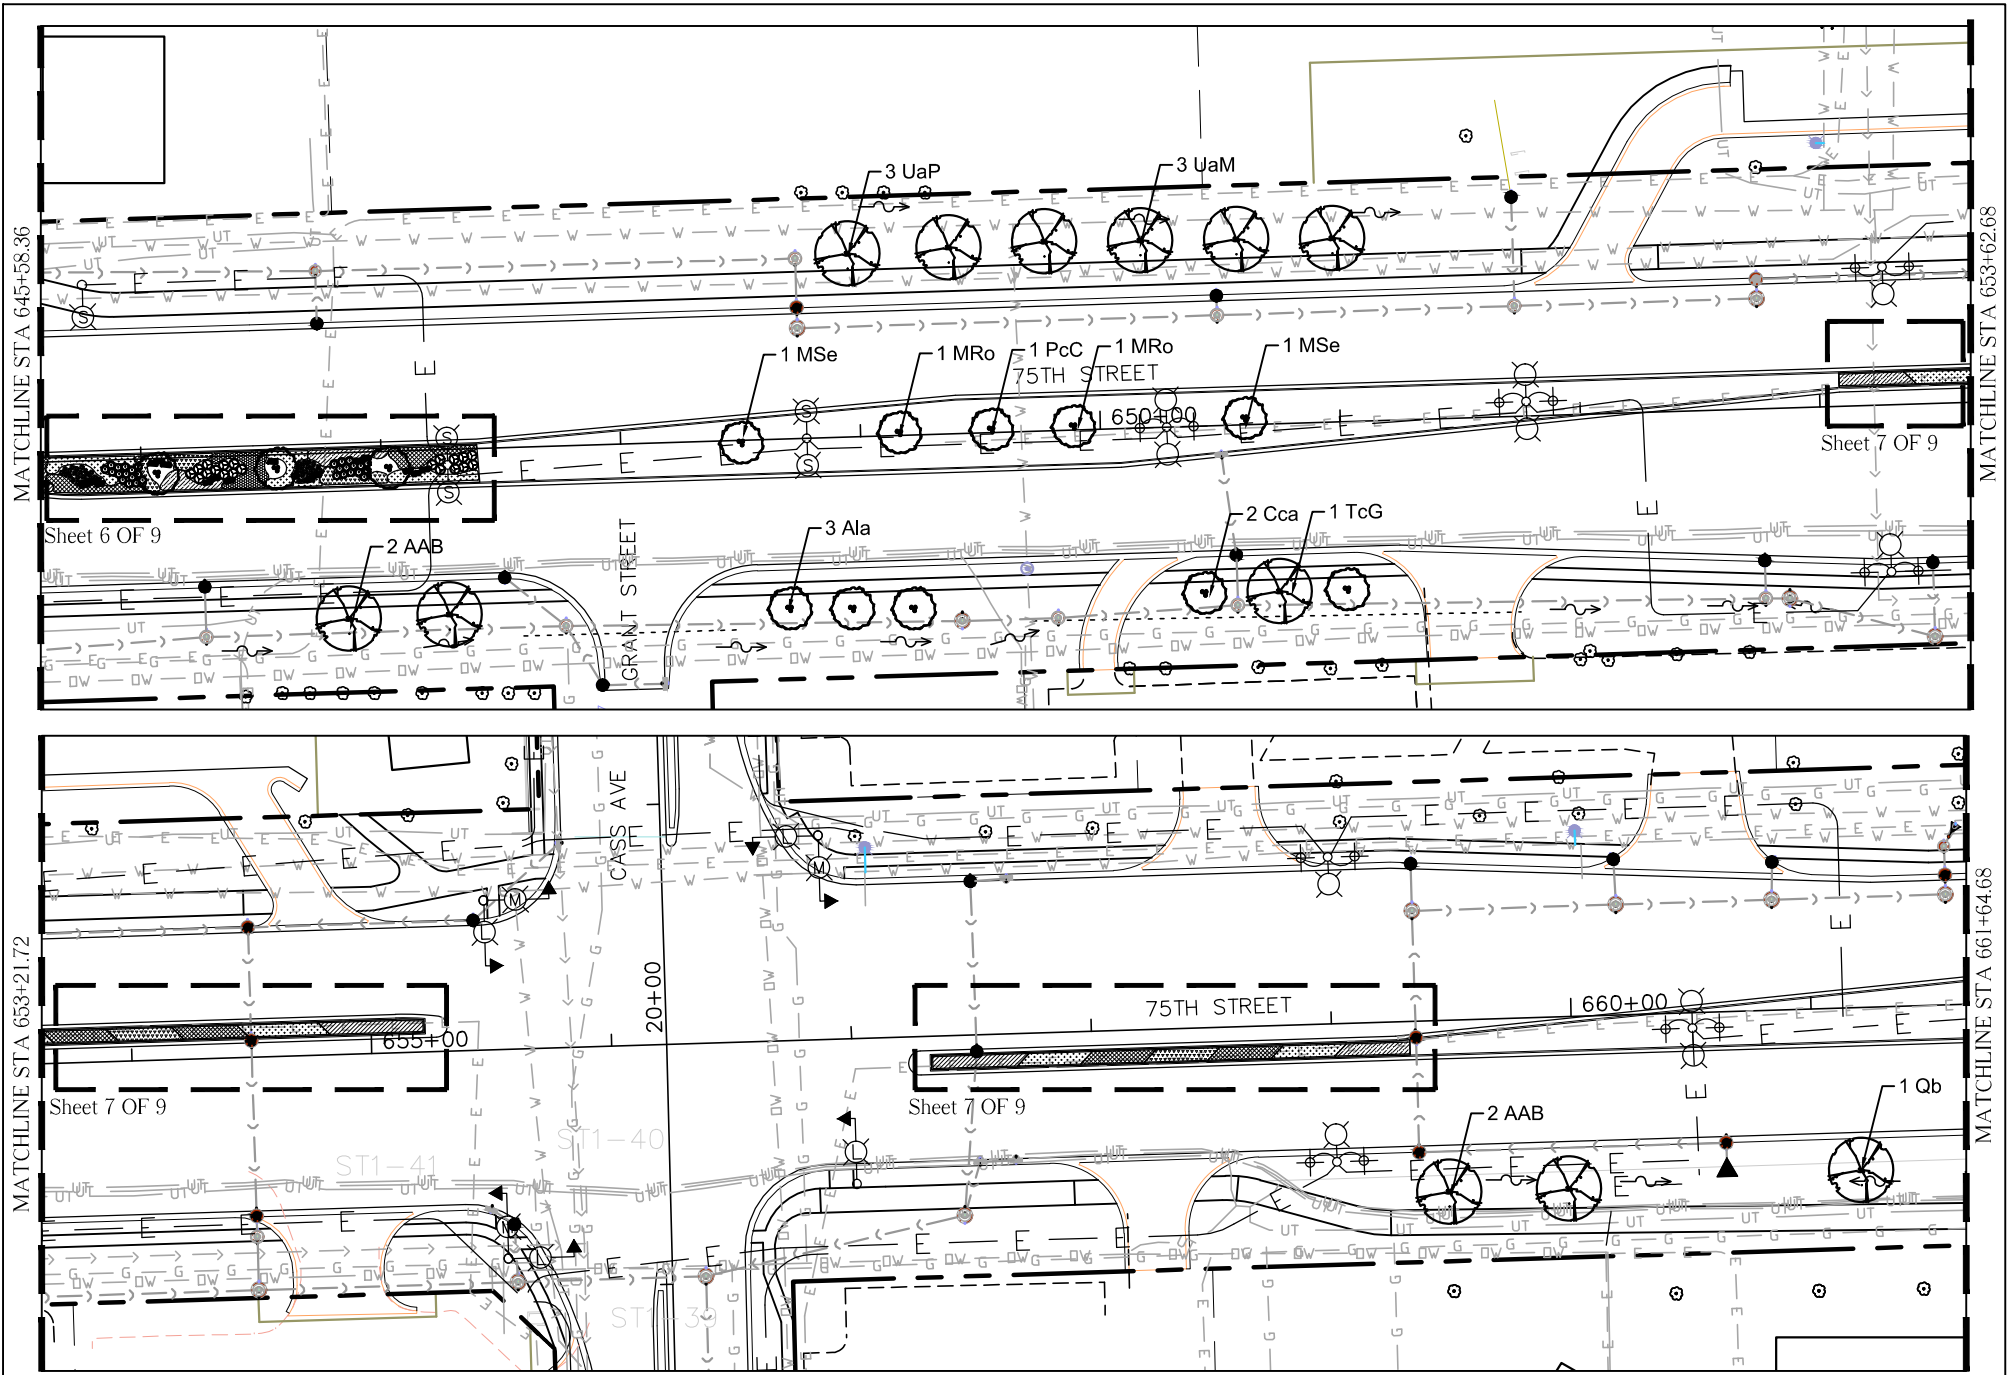 3 UaP
3 UaM
MATCHLINE STA 645+58.36
MATCHLINE STA 653+62.68
1 MSe
1 MRo
1 PcC
1 MRo
1 MSe
75TH STREET
650+00
Sheet 7 OF 9
Sheet 6 OF 9
2 AAB
GRANT STREET
3 Ala
2 Cca
1 TcG
CASS AVE
MATCHLINE STA 653+21.72
MATCHLINE STA 661+64.68
20+00
75TH STREET
660+00
655+00
Sheet 7 OF 9
Sheet 7 OF 9
2 AAB
1 Qb
ST1-40
ST1-41
ST1-39